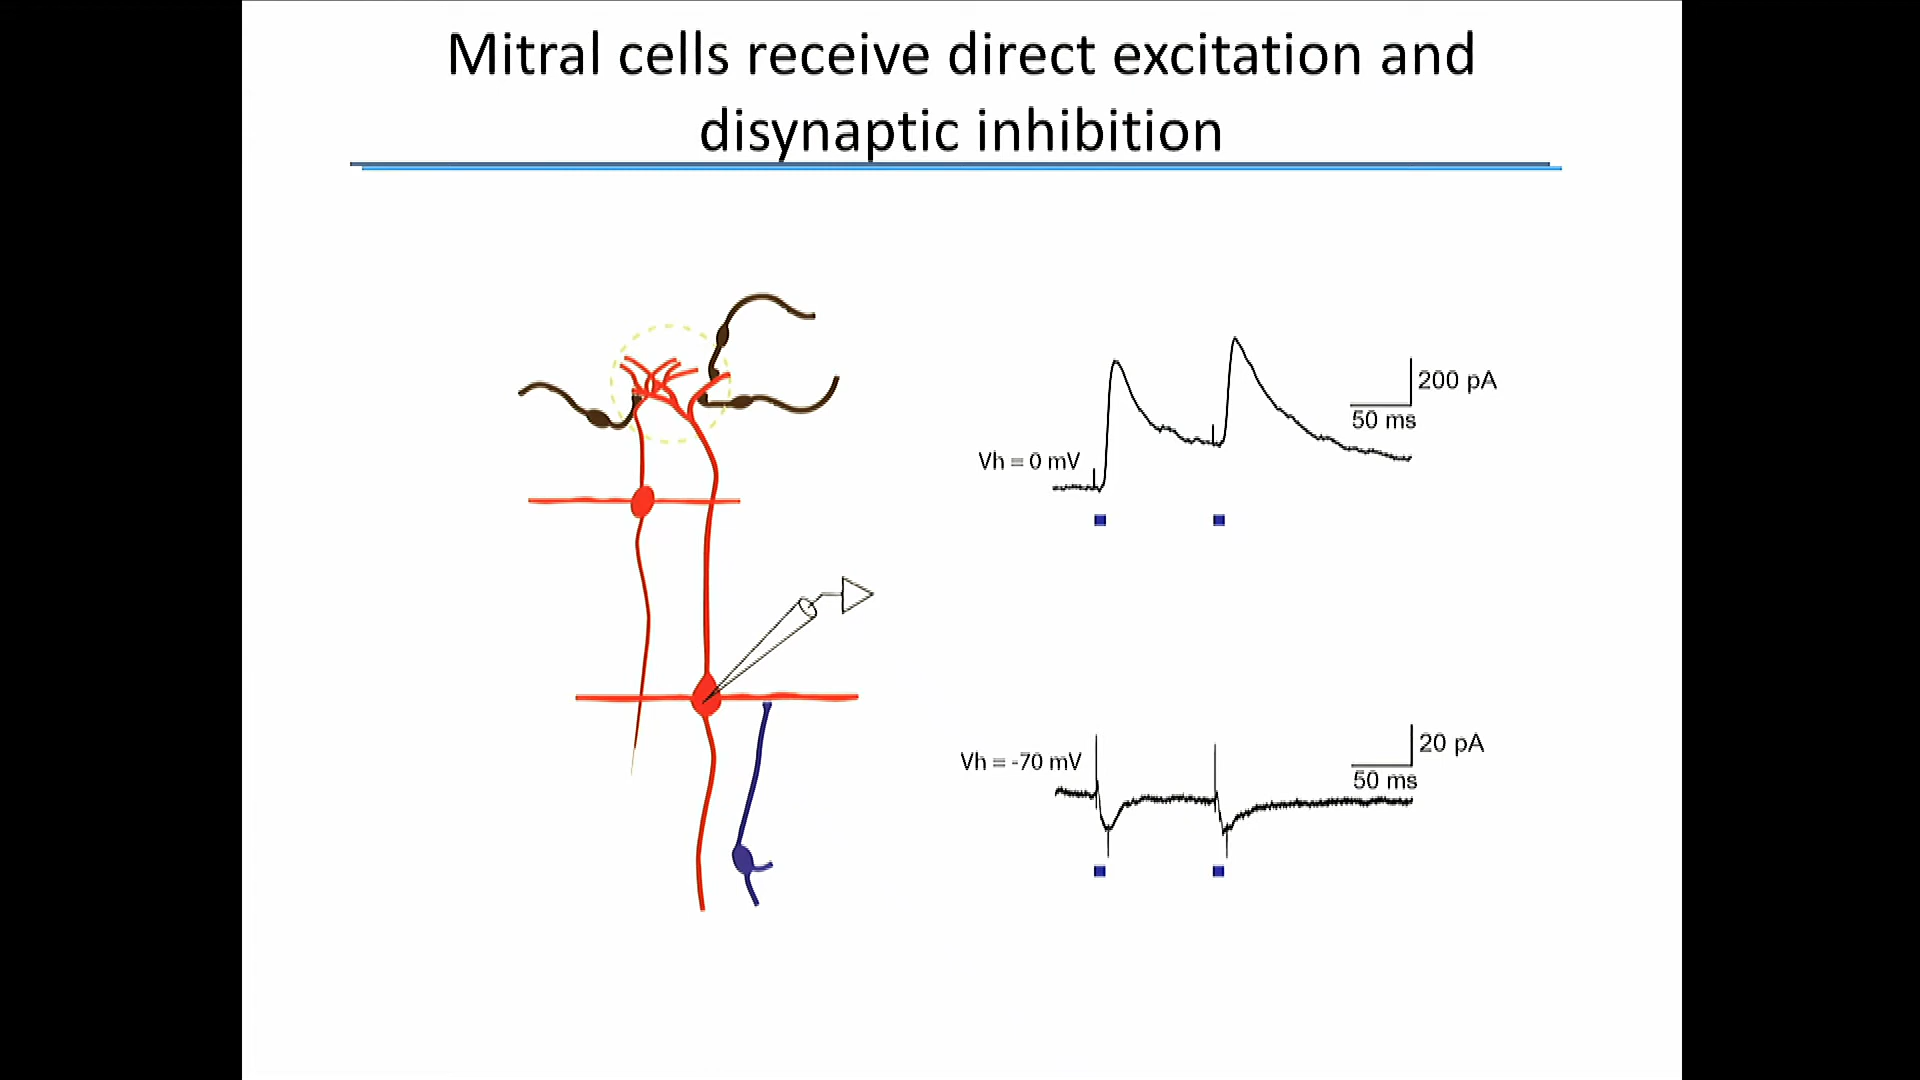 Mitral cells receive direct excitation and
disynaptic inhibition
200 pA
50 ms
Vh = 0 mV
20 pA
Vh = -70 mV
50 ms